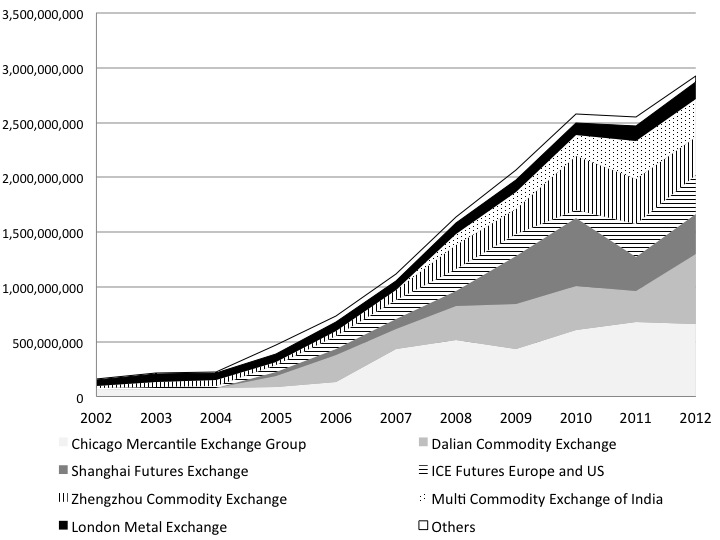 3,500,000,000
3,000,000,000
2,500,000,000
2,000,000,000
1,500,000,000
1,000,000,000
500,000,000
0
2002 2003 2004 2005 2006 2007 2008 2009 2010 2011 2012
Chicago Mercantile Exchange Group Dalian Commodity Exchange
Shanghai Futures Exchange ICE Futures Europe and US
Zhengzhou Commodity Exchange Multi Commodity Exchange of India
London Metal Exchange Others